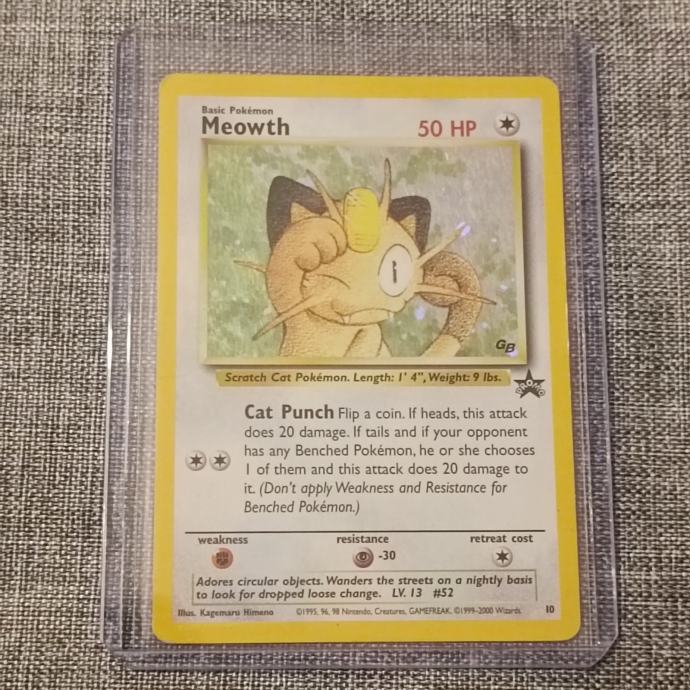 Basic Pokémon
Meowth 50 HP
GB
Scratch Cat Pokémon. Length: 1' 4", Weight: 9 lbs.
PROMO
Cat Punch Flip a coin. If heads, this attack
does 20 damage. If tails and if your opponent
has any Benched Pokémon, he or she chooses
1 of them and this attack does 20 damage to
it. (Don't apply Weakness and Resistance for
Benched Pokémon.)
weakness resistance retreat cost
-30
Adores circular objects. Wanders the streets on a nightly basis
to look for dropped loose change. LV. 13 #52
Illus. Kagemaru Himeno ©1995, 96, 98 Nintendo, Creatures, GAMEFREAK. ©1999-2000 Wizards. 10